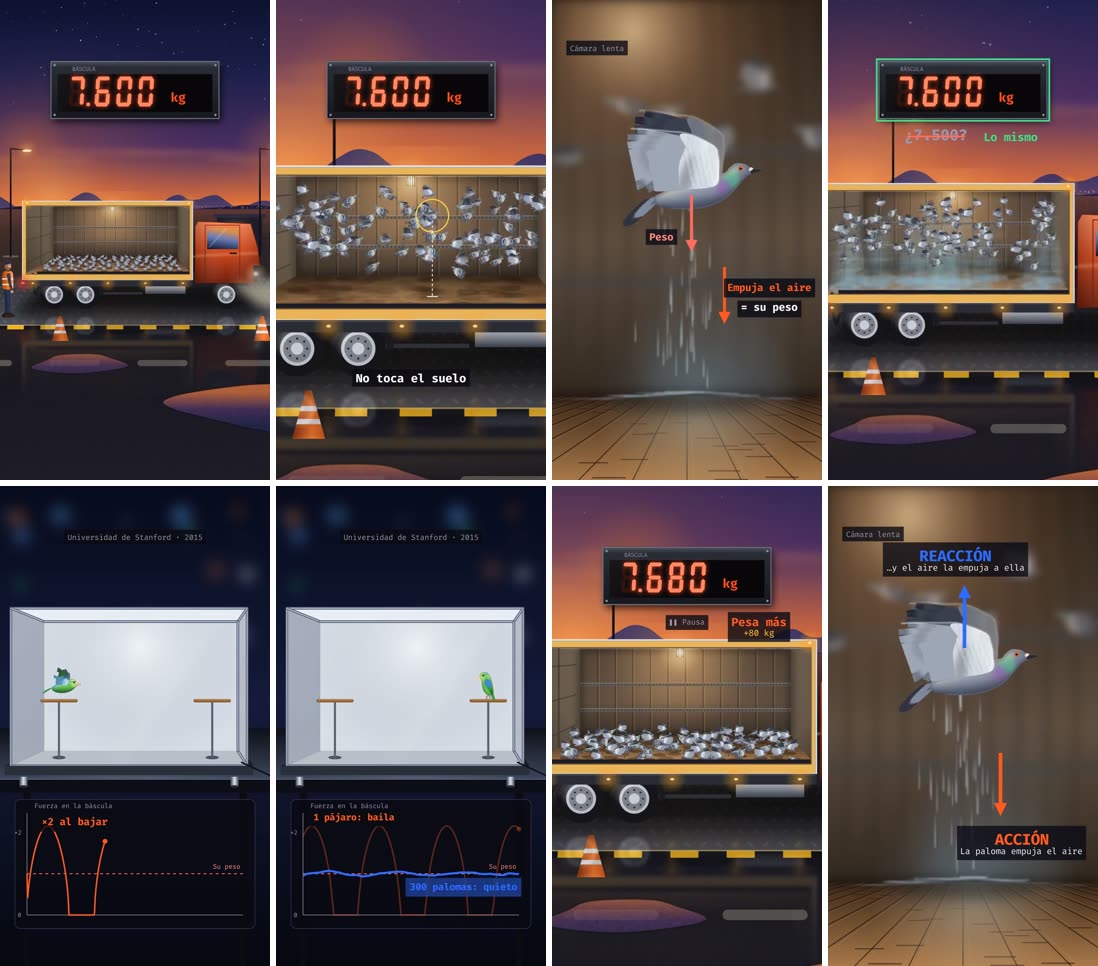 BÁSCULA
7.600 kg
BÁSCULA
7.600 kg
No toca el suelo
Cámara lenta
Peso
Empuja el aire
= su peso
BÁSCULA
7.600 kg
¿7.500?
Lo mismo
Universidad de Stanford · 2015
Fuerza en la báscula
×2 al bajar
×2
Su peso
0
Universidad de Stanford · 2015
Fuerza en la báscula
1 pájaro: baila
×2
Su peso
300 palomas: quieto
0
BÁSCULA
7.680 kg
Pausa
Pesa más
+80 kg
Cámara lenta
REACCIÓN
…y el aire la empuja a ella
ACCIÓN
La paloma empuja el aire